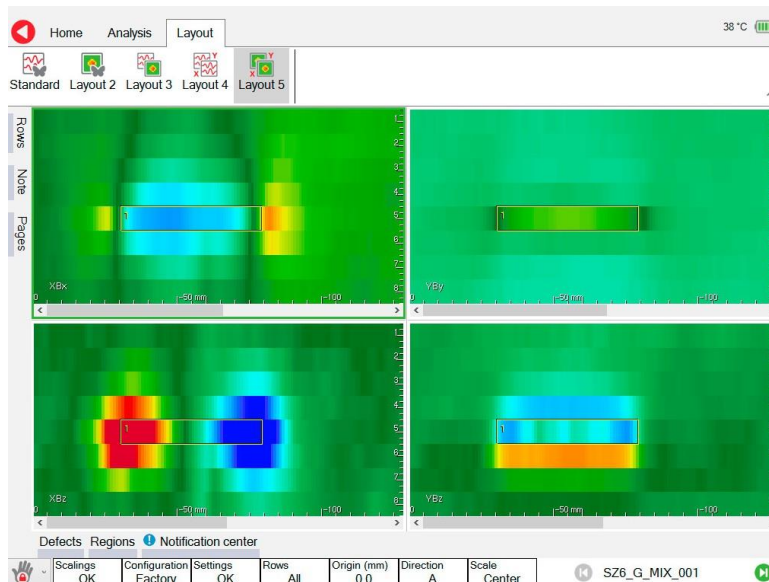 Home Analysis Layout 38 °C
Standard Layout 2 Layout 3 Layout 4 Layout 5
Rows
Note
Pages
1
2
3
4
5
6
7
8
1
XBx
0 -50 mm -100
1
YBy
0 -50 mm -100
1
2
3
4
5
6
7
8
1
XBz
0 -50 mm -100
1
YBz
0 -50 mm -100
Defects Regions Notification center
Scalings Configuration Settings Rows Origin (mm) Direction Scale
OK Factory OK All 0.0 A Center
SZ6_G_MIX_001